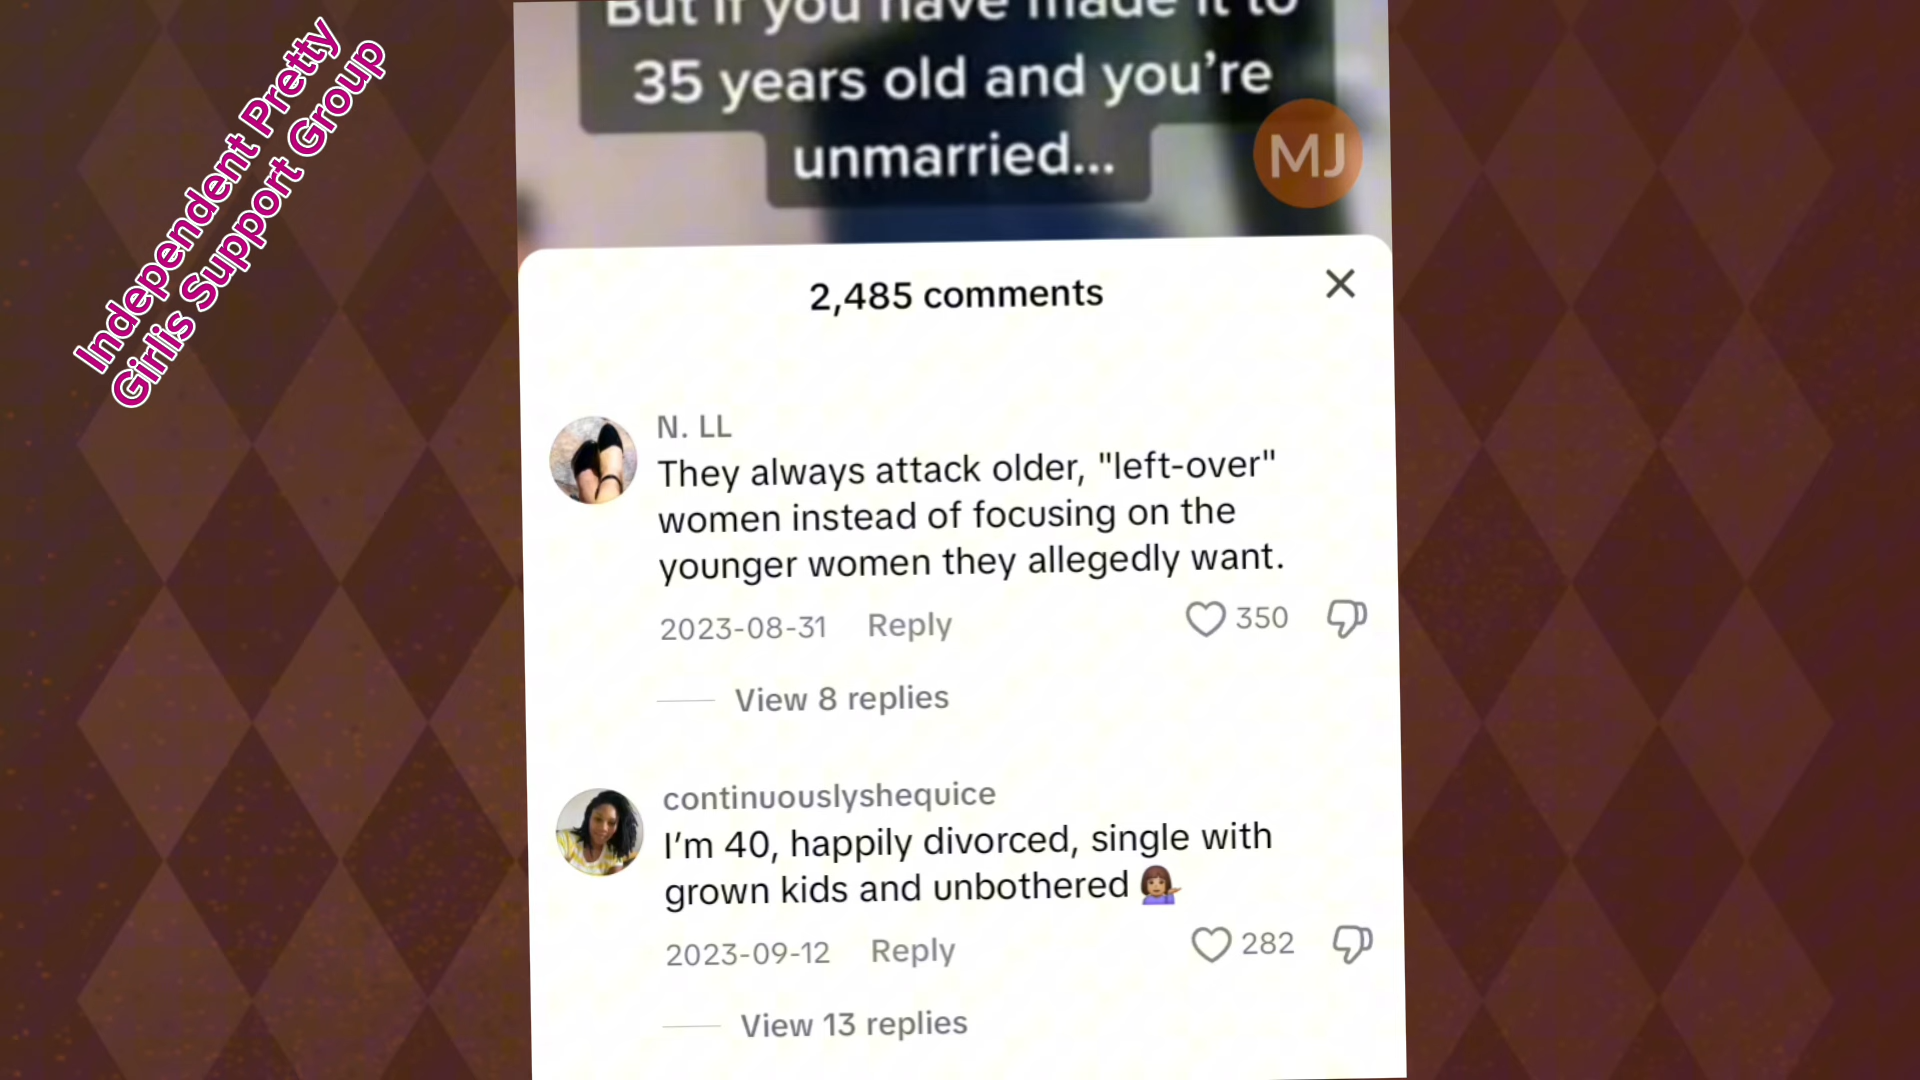 Independent Pretty
Girlis Support Group
But if you have made it to
35 years old and you're
unmarried...
MJ
2,485 comments
N. LL
They always attack older, "left-over"
women instead of focusing on the
younger women they allegedly want.
2023-08-31 Reply 350
View 8 replies
continuouslyshequice
I'm 40, happily divorced, single with
grown kids and unbothered
2023-09-12 Reply 282
View 13 replies